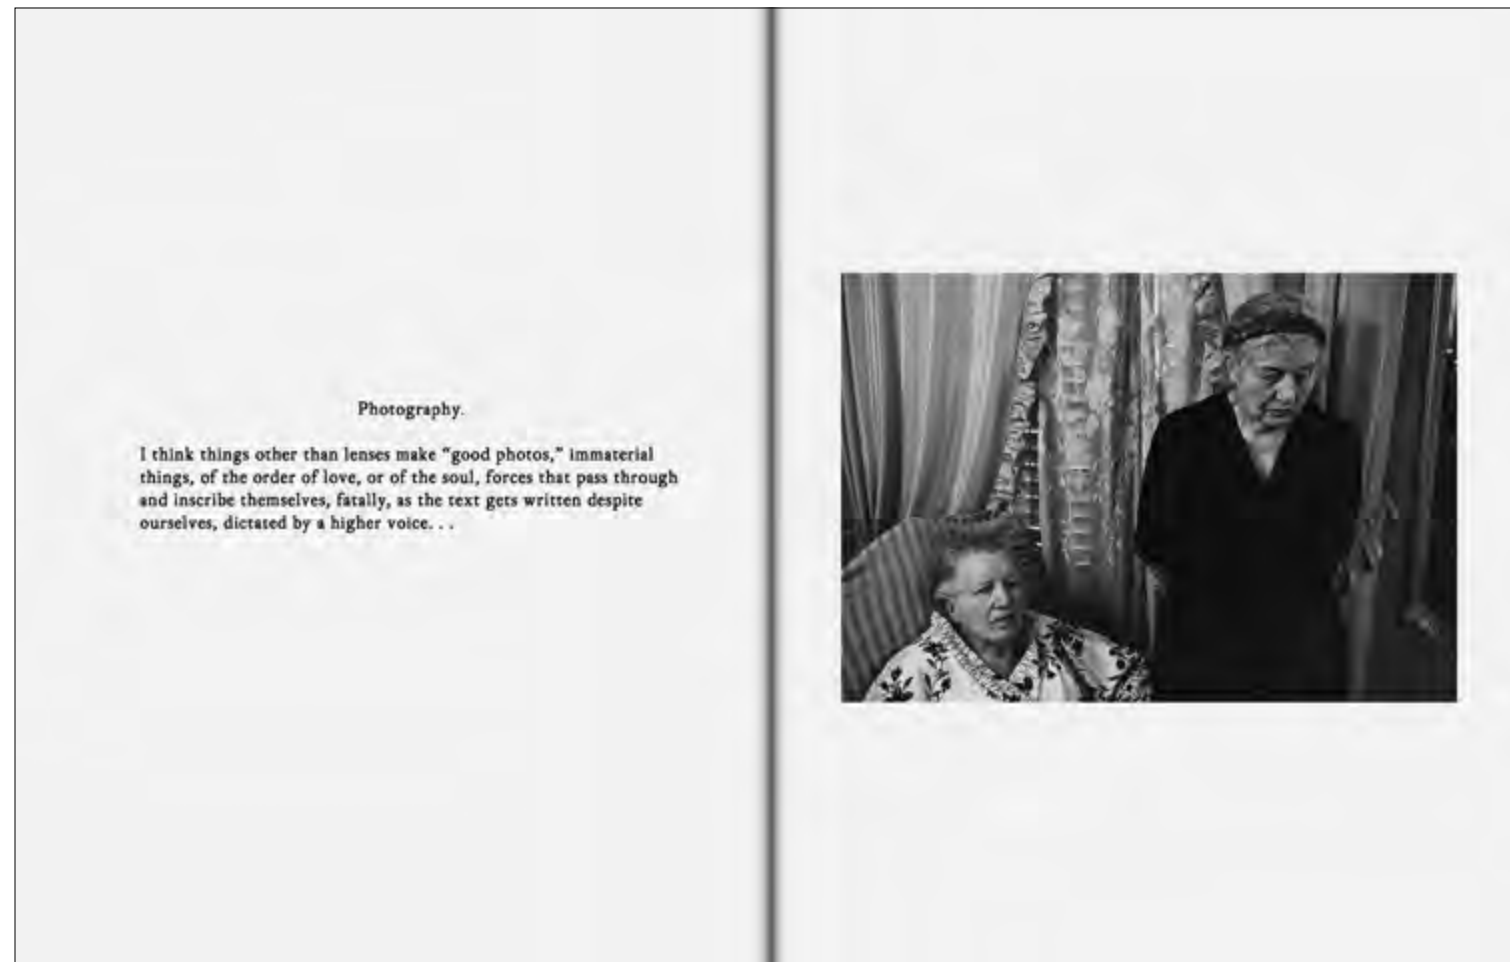 Photography.
I think things other than lenses make “good photos,” immaterial
things, of the order of love, or of the soul, forces that pass through
and inscribe themselves, fatally, as the text gets written despite
ourselves, dictated by a higher voice. . .